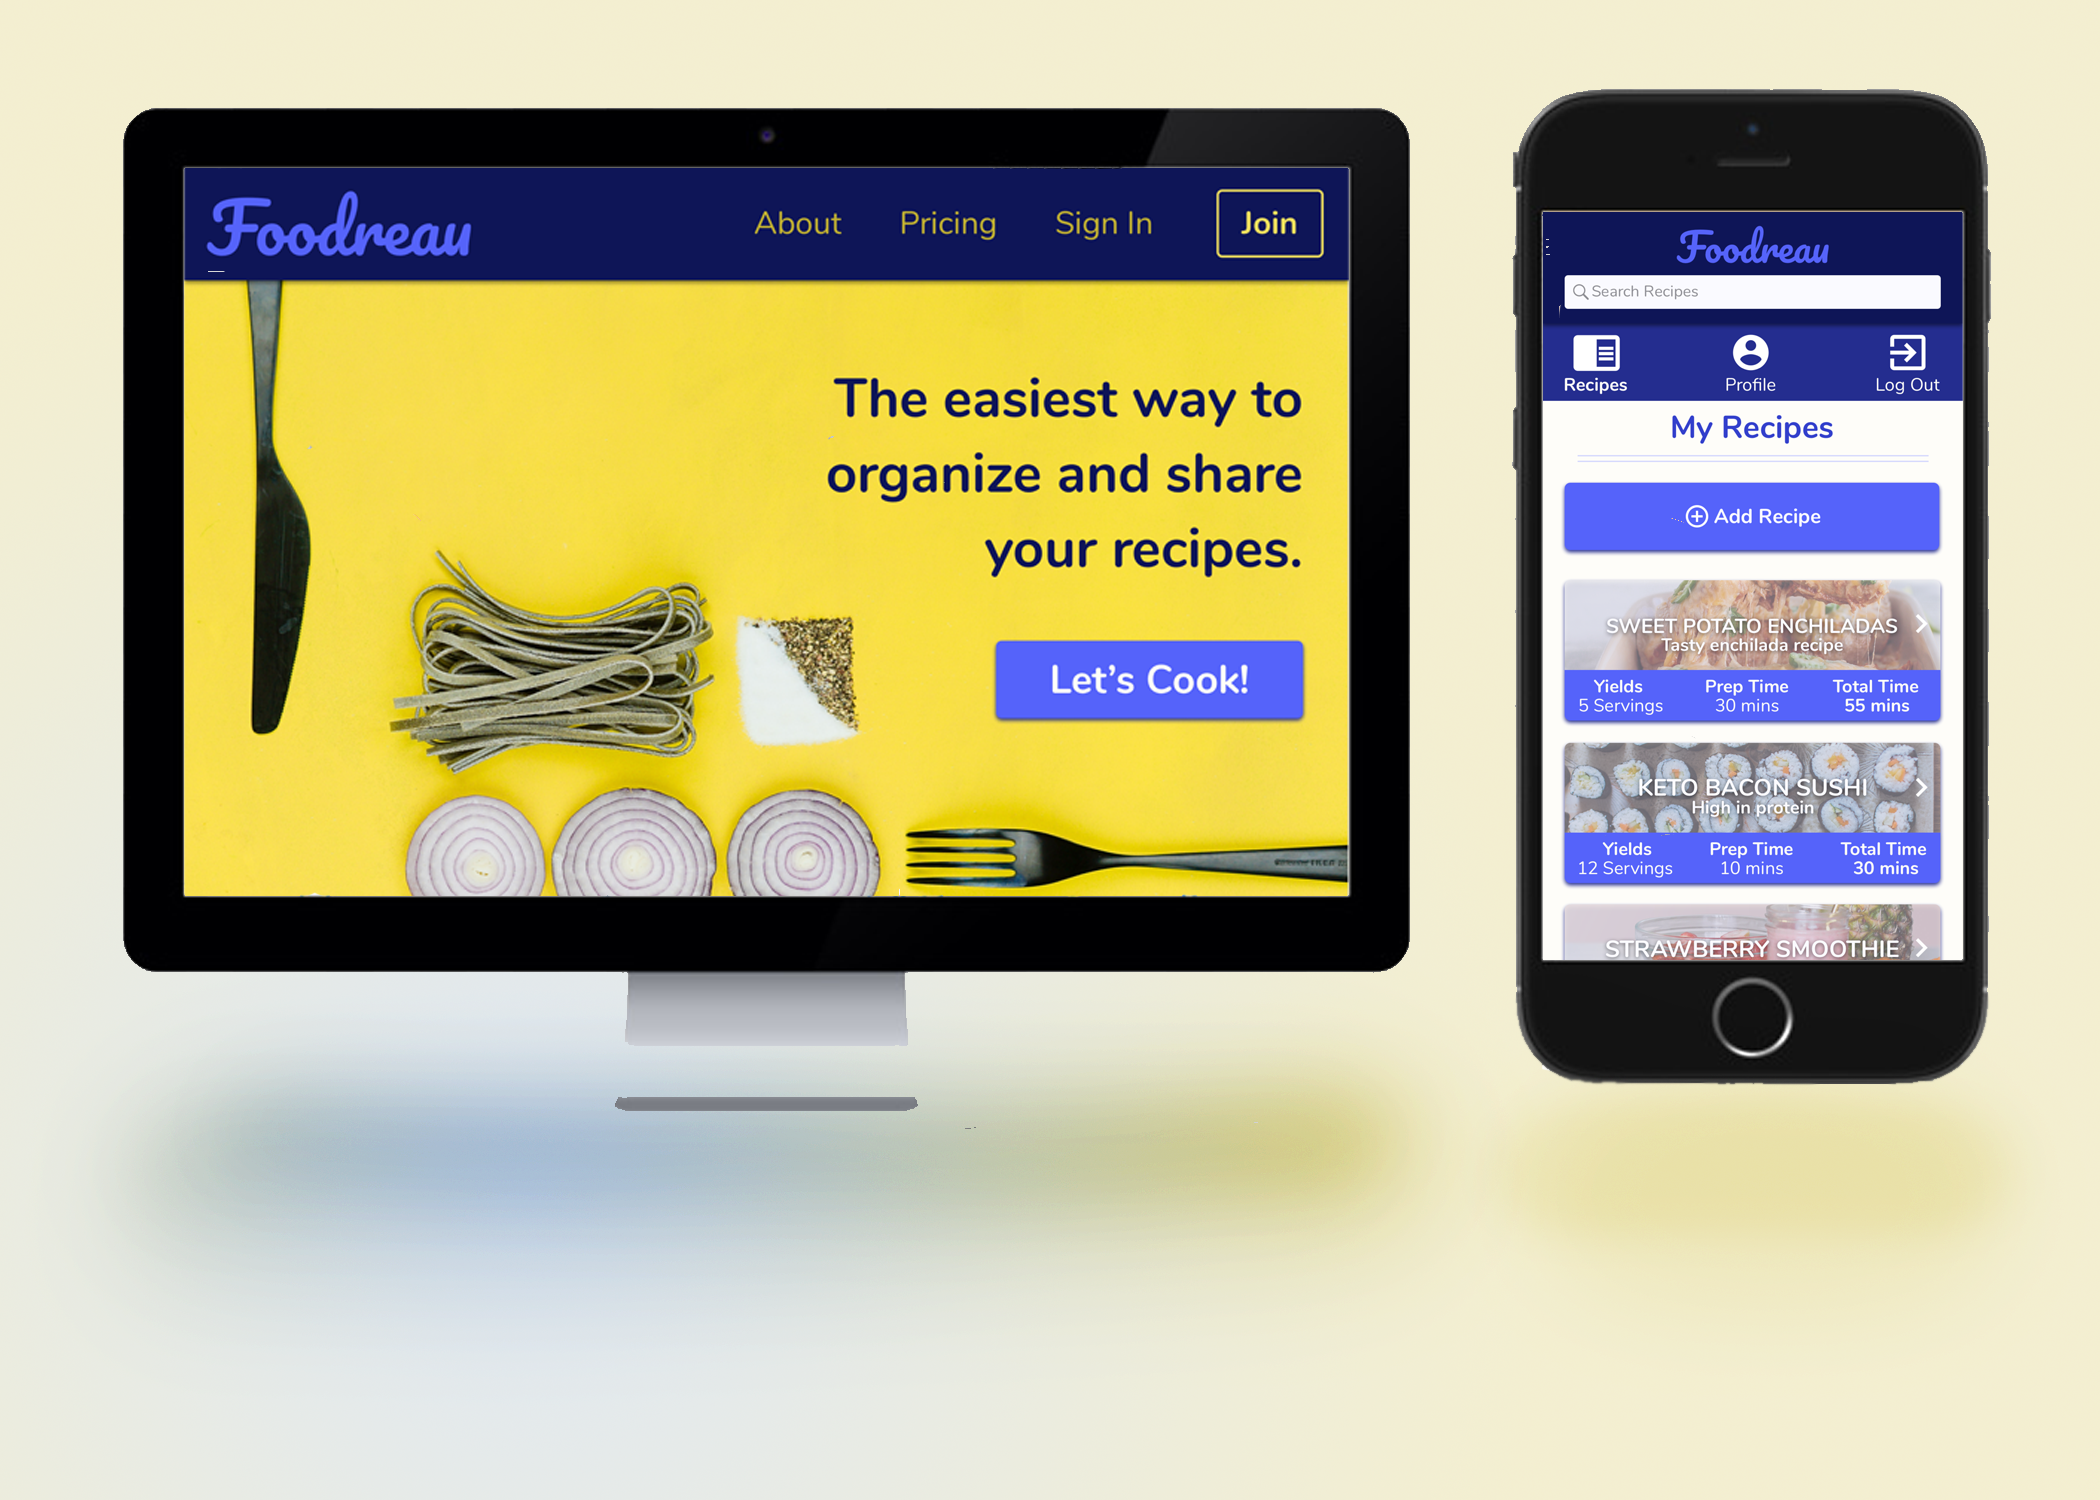 Foodreau
About
Pricing
Sign In
Join
The easiest way to
organize and share
your recipes.
Let's Cook!
Foodreau
Search Recipes
Recipes
Profile
Log Out
My Recipes
Add Recipe
SWEET POTATO ENCHILADAS
Tasty enchilada recipe
Yields
5 Servings
Prep Time
30 mins
Total Time
55 mins
KETO BACON SUSHI
High in protein
Yields
12 Servings
Prep Time
10 mins
Total Time
30 mins
STRAWBERRY SMOOTHIE